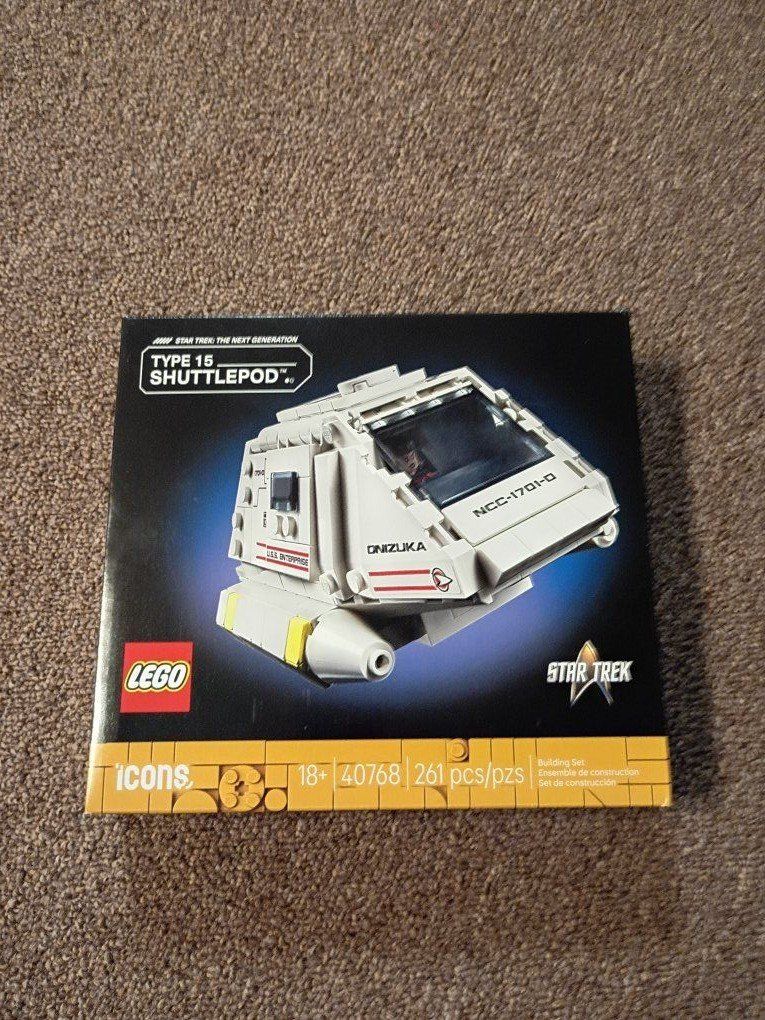 STAR TREK: THE NEXT GENERATION
TYPE 15
SHUTTLEPOD™
NCC-1701-D
ONIZUKA
U.S.S. ENTERPRISE
LEGO
STAR TREK
icons
18+ | 40768 | 261 pcs/pzs
Building Set
Ensemble de construction
Set de construcción